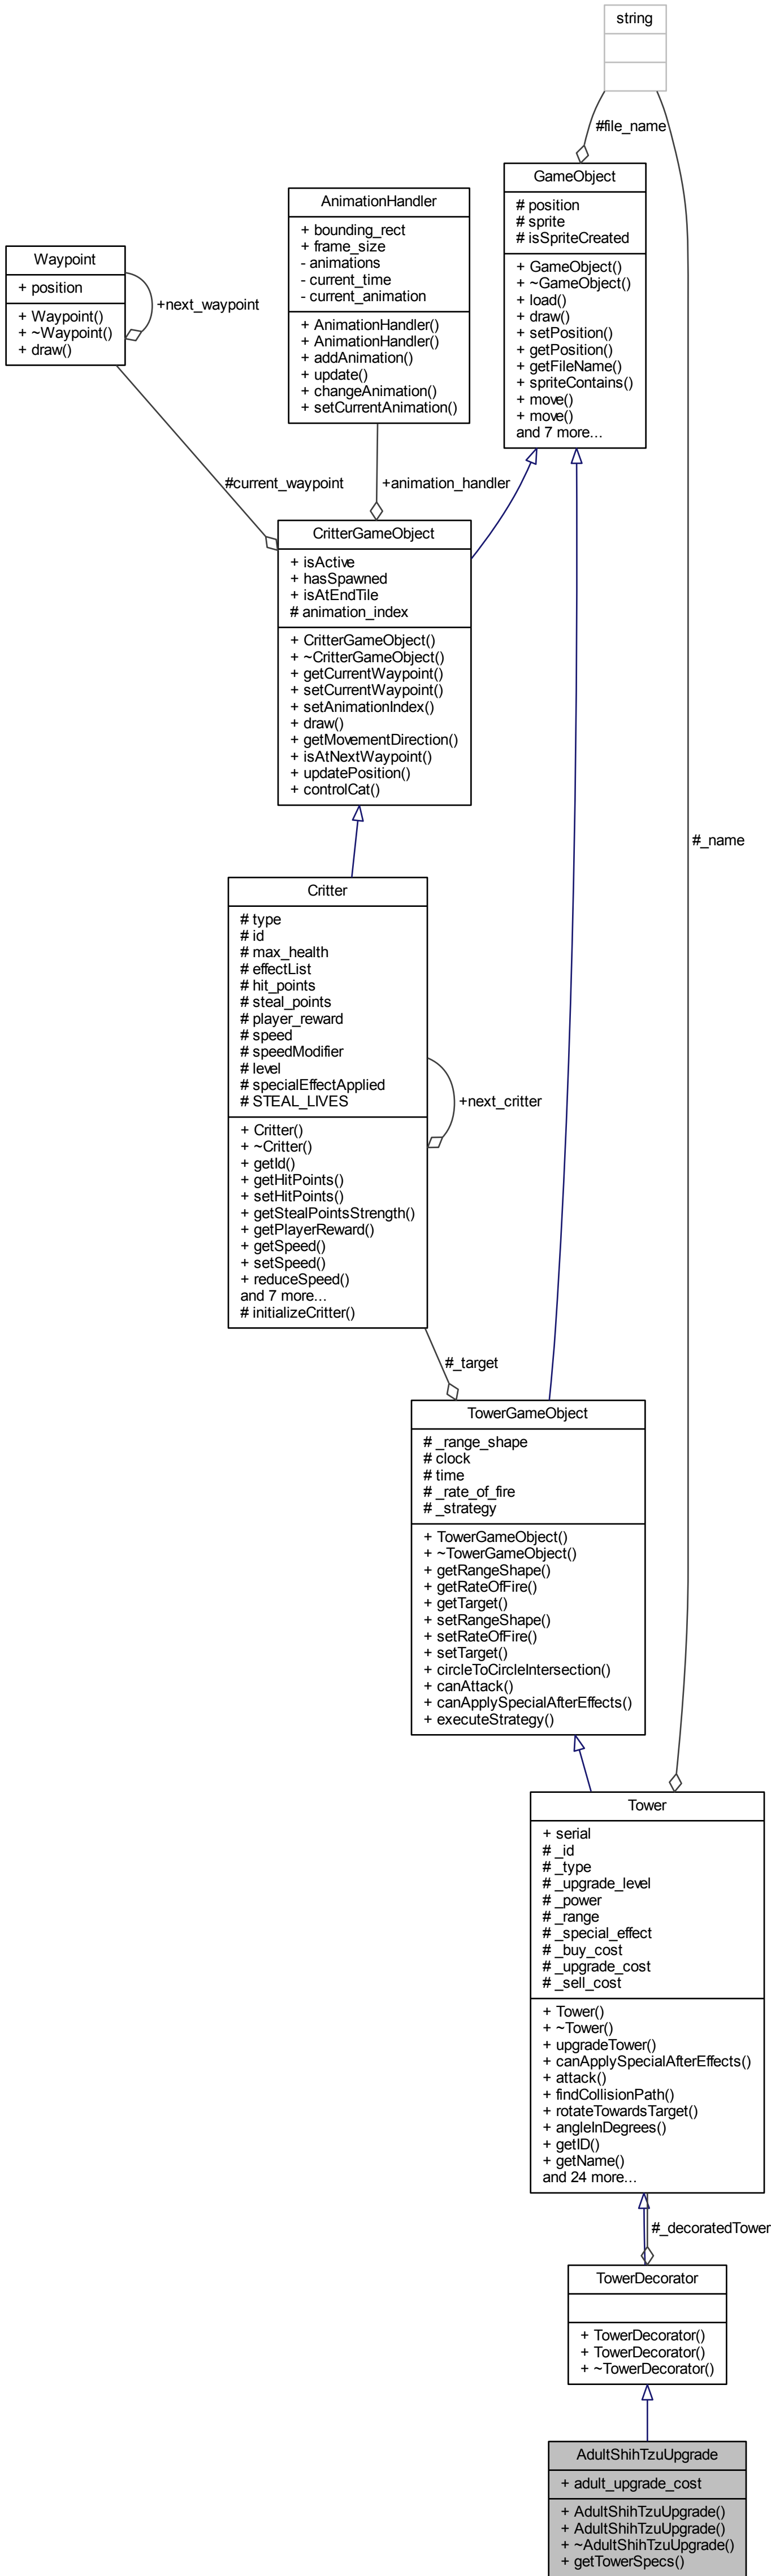 string
#file_name
GameObject
# position
# sprite
# isSpriteCreated
+ GameObject()
+ ~GameObject()
+ load()
+ draw()
+ setPosition()
+ getPosition()
+ getFileName()
+ spriteContains()
+ move()
+ move()
and 7 more...
AnimationHandler
+ bounding_rect
+ frame_size
- animations
- current_time
- current_animation
+ AnimationHandler()
+ AnimationHandler()
+ addAnimation()
+ update()
+ changeAnimation()
+ setCurrentAnimation()
Waypoint
+ position
+ Waypoint()
+ ~Waypoint()
+ draw()
+next_waypoint
#current_waypoint
+animation_handler
CritterGameObject
+ isActive
+ hasSpawned
+ isAtEndTile
# animation_index
+ CritterGameObject()
+ ~CritterGameObject()
+ getCurrentWaypoint()
+ setCurrentWaypoint()
+ setAnimationIndex()
+ draw()
+ getMovementDirection()
+ isAtNextWaypoint()
+ updatePosition()
+ controlCat()
#_name
Critter
# type
# id
# max_health
# effectList
# hit_points
# steal_points
# player_reward
# speed
# speedModifier
# level
# specialEffectApplied
# STEAL_LIVES
+ Critter()
+ ~Critter()
+ getId()
+ getHitPoints()
+ setHitPoints()
+ getStealPointsStrength()
+ getPlayerReward()
+ getSpeed()
+ setSpeed()
+ reduceSpeed()
and 7 more...
# initializeCritter()
+next_critter
#_target
TowerGameObject
# _range_shape
# clock
# time
# _rate_of_fire
# _strategy
+ TowerGameObject()
+ ~TowerGameObject()
+ getRangeShape()
+ getRateOfFire()
+ getTarget()
+ setRangeShape()
+ setRateOfFire()
+ setTarget()
+ circleToCircleIntersection()
+ canAttack()
+ canApplySpecialAfterEffects()
+ executeStrategy()
Tower
+ serial
# _id
# _type
# _upgrade_level
# _power
# _range
# _special_effect
# _buy_cost
# _upgrade_cost
# _sell_cost
+ Tower()
+ ~Tower()
+ upgradeTower()
+ canApplySpecialAfterEffects()
+ attack()
+ findCollisionPath()
+ rotateTowardsTarget()
+ angleInDegrees()
+ getID()
+ getName()
and 24 more...
#_decoratedTower
TowerDecorator
+ TowerDecorator()
+ TowerDecorator()
+ ~TowerDecorator()
AdultShihTzuUpgrade
+ adult_upgrade_cost
+ AdultShihTzuUpgrade()
+ AdultShihTzuUpgrade()
+ ~AdultShihTzuUpgrade()
+ getTowerSpecs()